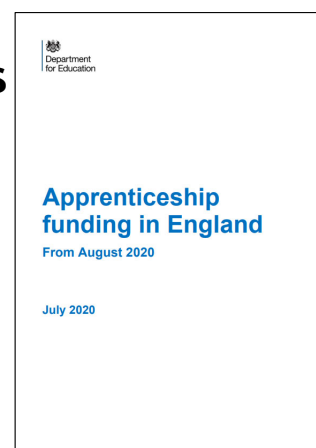 s
Department
for Education
Apprenticeship
funding in England
From August 2020
July 2020